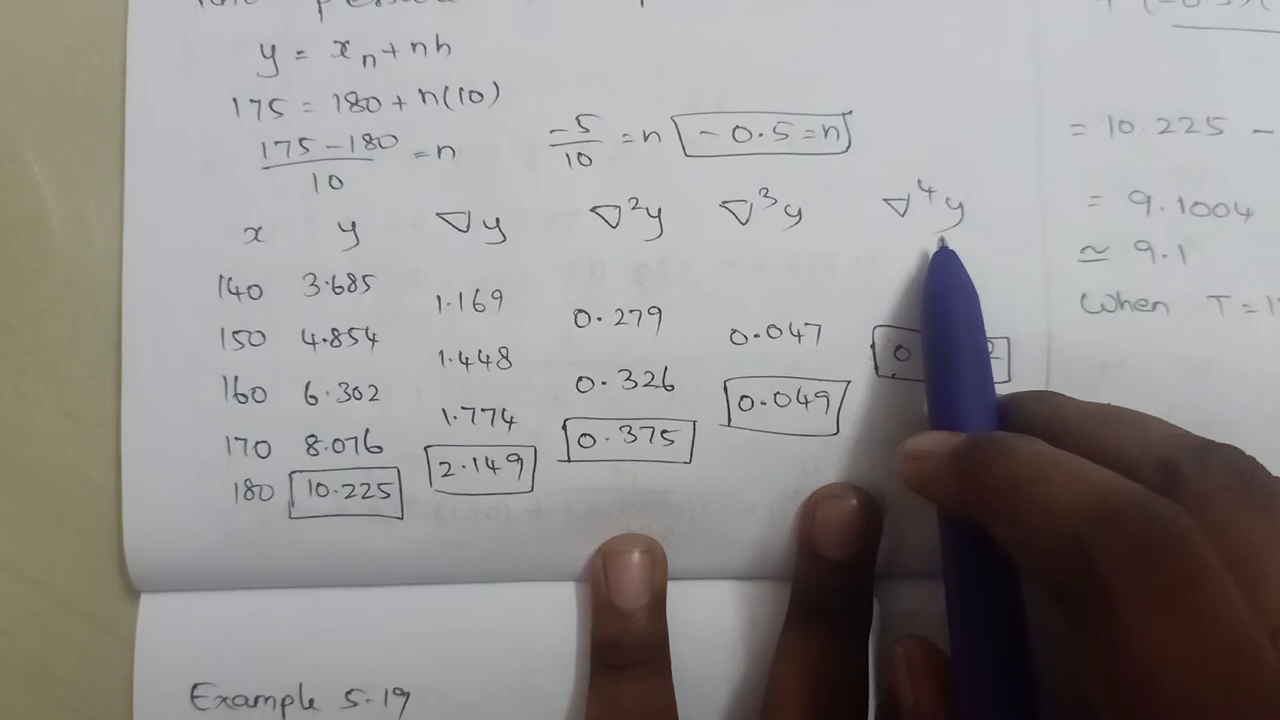 y = xn + nh
175 = 180 + n(10)
175 - 180 / 10 = n   -5/10 = n   -0.5 = n
x   y   ∇y   ∇²y   ∇³y   ∇⁴y
140   3.685
1.169
150   4.854   0.279
1.448   0.047
160   6.302   0.326   0
1.774   0.049
170   8.076   0.375
2.149
180   10.225
Example 5.19
= 10.225 -
= 9.1004
≃ 9.1
When T = 1